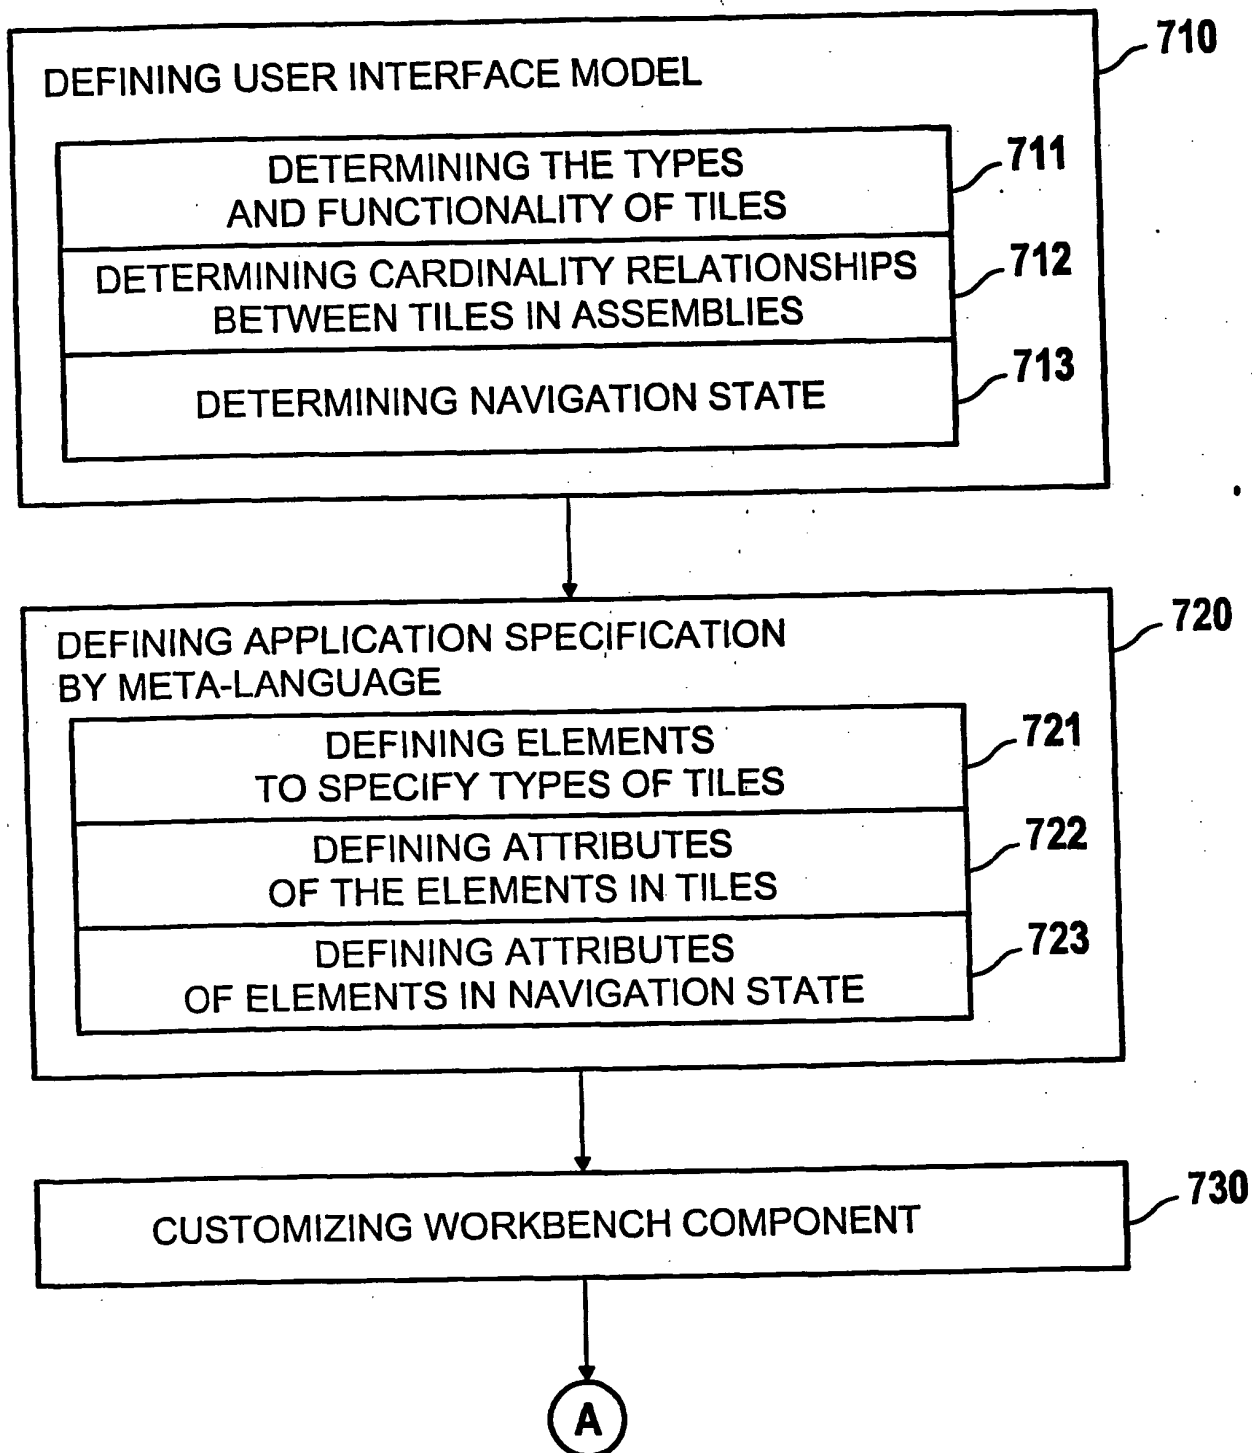 710
DEFINING USER INTERFACE MODEL
711
DETERMINING THE TYPES
AND FUNCTIONALITY OF TILES
712
DETERMINING CARDINALITY RELATIONSHIPS
BETWEEN TILES IN ASSEMBLIES
713
DETERMINING NAVIGATION STATE
720
DEFINING APPLICATION SPECIFICATION
BY META-LANGUAGE
721
DEFINING ELEMENTS
TO SPECIFY TYPES OF TILES
722
DEFINING ATTRIBUTES
OF THE ELEMENTS IN TILES
723
DEFINING ATTRIBUTES
OF ELEMENTS IN NAVIGATION STATE
730
CUSTOMIZING WORKBENCH COMPONENT
A